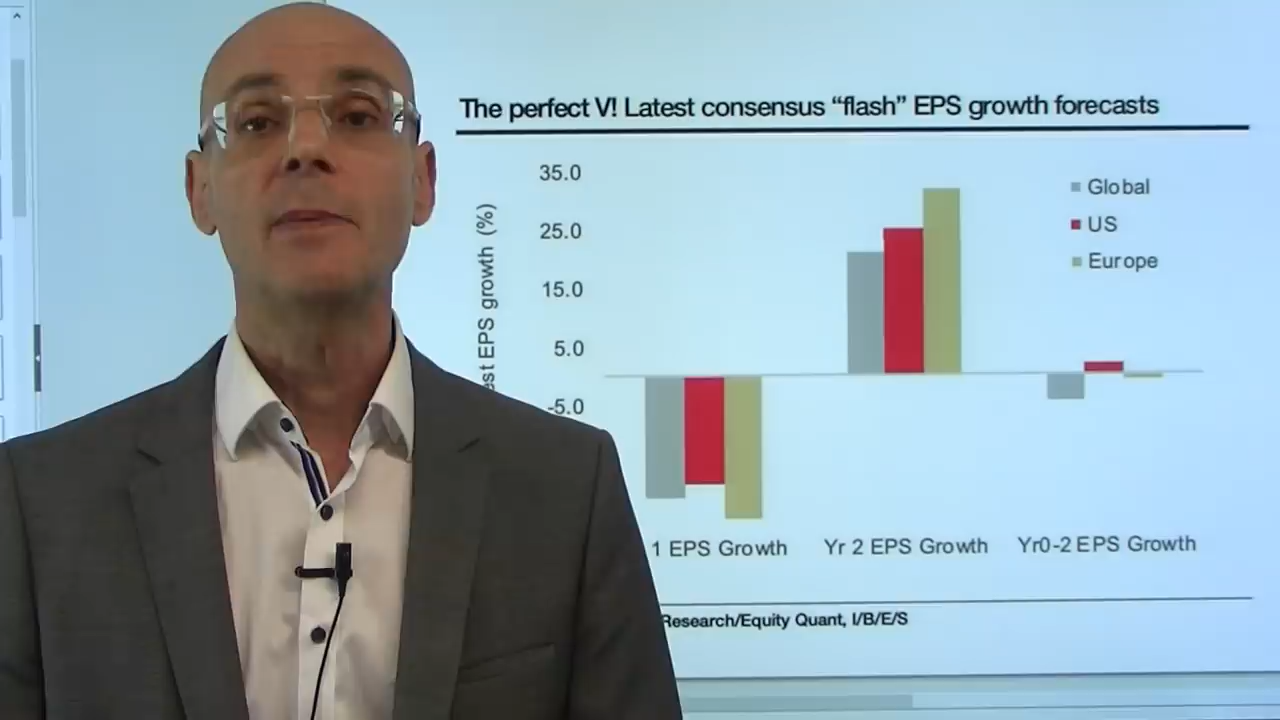 The perfect V! Latest consensus “flash” EPS growth forecasts
35.0
25.0
15.0
5.0
-5.0
EPS growth (%)
Global
US
Europe
1 EPS Growth
Yr 2 EPS Growth
Yr0-2 EPS Growth
Research/Equity Quant, I/B/E/S